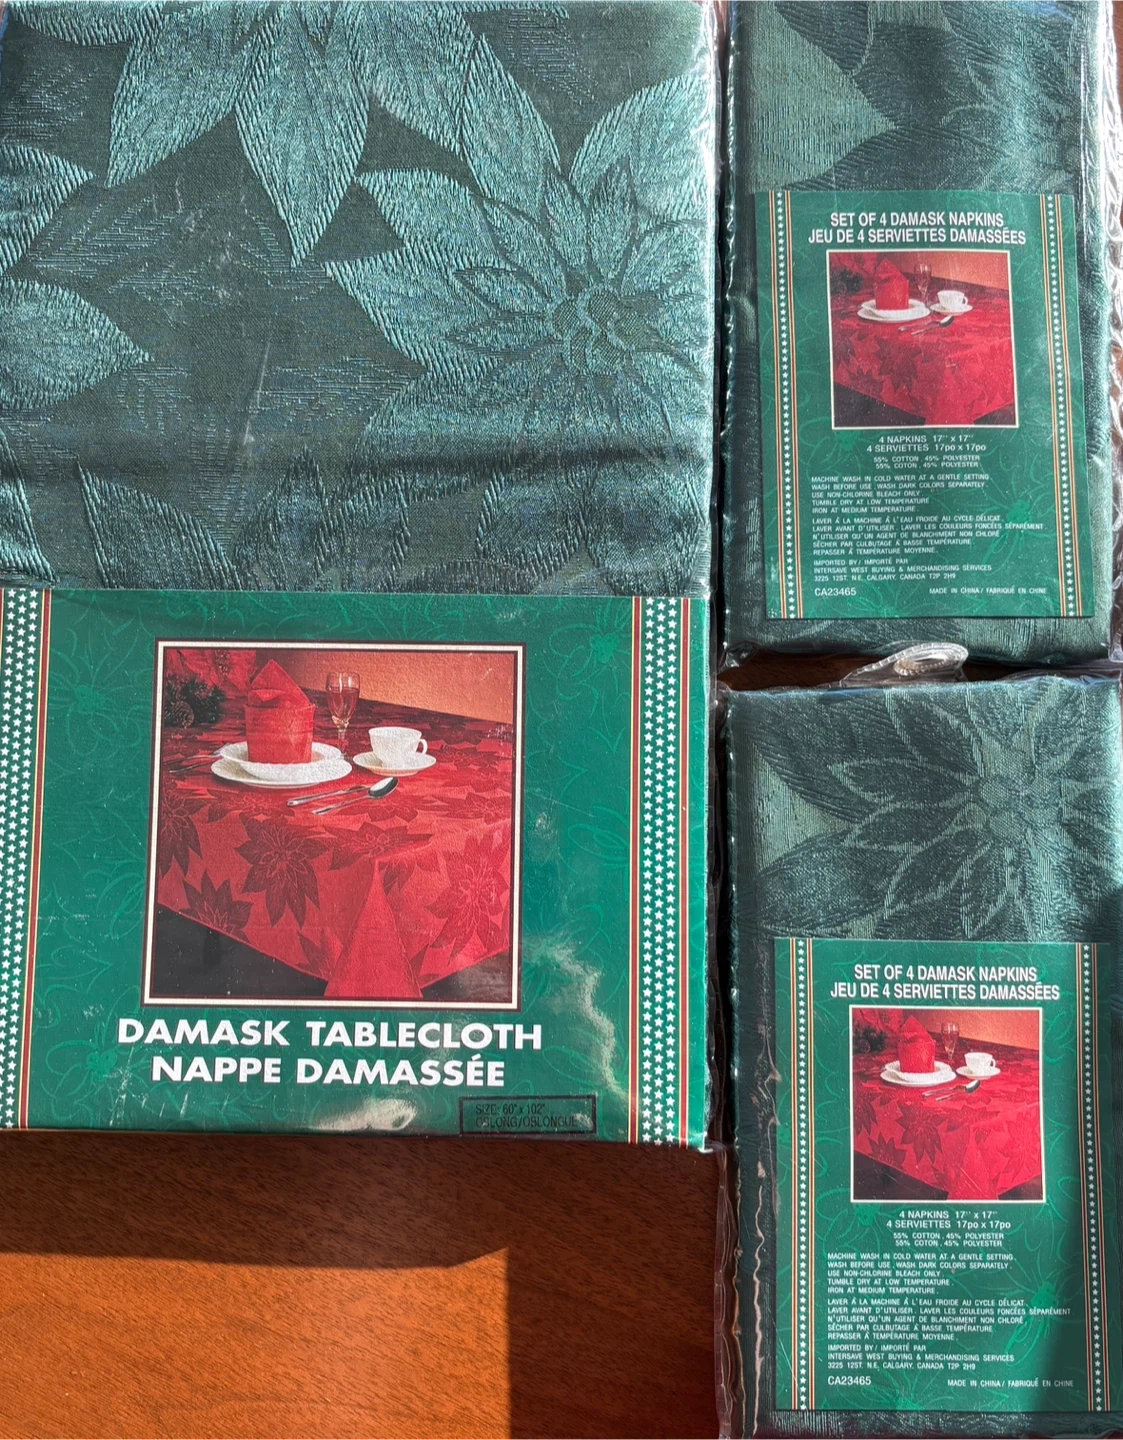 DAMASK TABLECLOTH
NAPPE DAMASSÉE
SIZE: 60" x 102"
OBLONG/OBLONGUE
SET OF 4 DAMASK NAPKINS
JEU DE 4 SERVIETTES DAMASSÉES
4 NAPKINS 17'' x 17''
4 SERVIETTES 17po x 17po
55% COTTON . 45% POLYESTER
55% COTON . 45% POLYESTER
MACHINE WASH IN COLD WATER AT A GENTLE SETTING
WASH BEFORE USE . WASH DARK COLORS SEPARATELY
USE NON-CHLORINE BLEACH ONLY
TUMBLE DRY AT LOW TEMPERATURE
IRON AT MEDIUM TEMPERATURE
LAVER Á LA MACHINE Á L'EAU FROIDE AU CYCLE DÉLICAT
LAVER AVANT D'UTILISER . LAVER LES COULEURS FONCÉES SÉPARÉMENT
N'UTILISER QU'UN AGENT DE BLANCHIMENT NON CHLORÉ
SÉCHER PAR CULBUTAGE Á BASSE TEMPÉRATURE
REPASSER Á TEMPÉRATURE MOYENNE.
IMPORTED BY / IMPORTÉ PAR
INTERSAVE WEST BUYING & MERCHANDISING SERVICES
3225 12ST. N.E. CALGARY, CANADA T2P 2H9
CA23465 MADE IN CHINA / FABRIQUÉ EN CHINE
SET OF 4 DAMASK NAPKINS
JEU DE 4 SERVIETTES DAMASSÉES
4 NAPKINS 17'' x 17''
4 SERVIETTES 17po x 17po
55% COTTON . 45% POLYESTER
55% COTON . 45% POLYESTER
MACHINE WASH IN COLD WATER AT A GENTLE SETTING
WASH BEFORE USE . WASH DARK COLORS SEPARATELY .
USE NON-CHLORINE BLEACH ONLY .
TUMBLE DRY AT LOW TEMPERATURE
IRON AT MEDIUM TEMPERATURE .
LAVER Á LA MACHINE Á L'EAU FROIDE AU CYCLE DÉLICAT
LAVER AVANT D'UTILISER . LAVER LES COULEURS FONCÉES SÉPARÉMENT
N'UTILISER QU'UN AGENT DE BLANCHIMENT NON CHLORÉ
SÉCHER PAR CULBUTAGE Á BASSE TEMPÉRATURE
REPASSER Á TEMPÉRATURE MOYENNE.
IMPORTED BY / IMPORTÉ PAR
INTERSAVE WEST BUYING & MERCHANDISING SERVICES
3225 12ST. N.E. CALGARY, CANADA T2P 2H9
CA23465 MADE IN CHINA / FABRIQUÉ EN CHINE